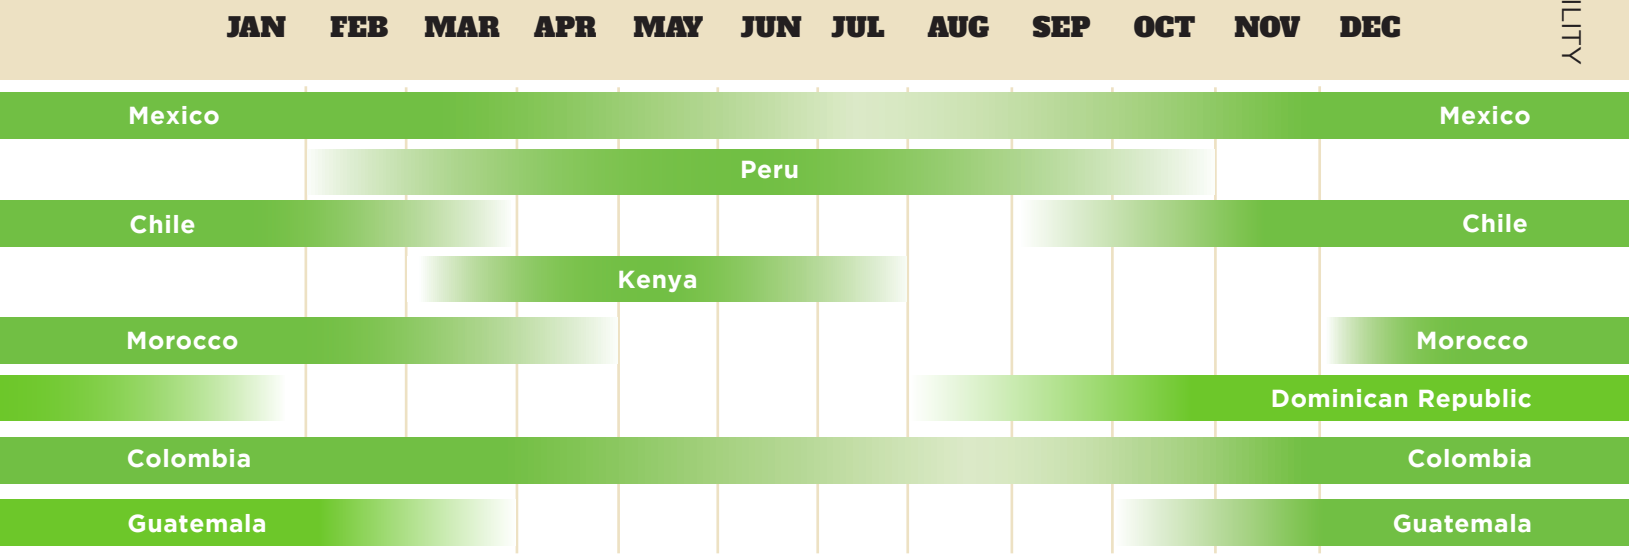 JAN FEB MAR APR MAY JUN JUL AUG SEP OCT NOV DEC
ILITY
Mexico Mexico
Peru
Chile Chile
Kenya
Morocco Morocco
Dominican Republic
Colombia Colombia
Guatemala Guatemala